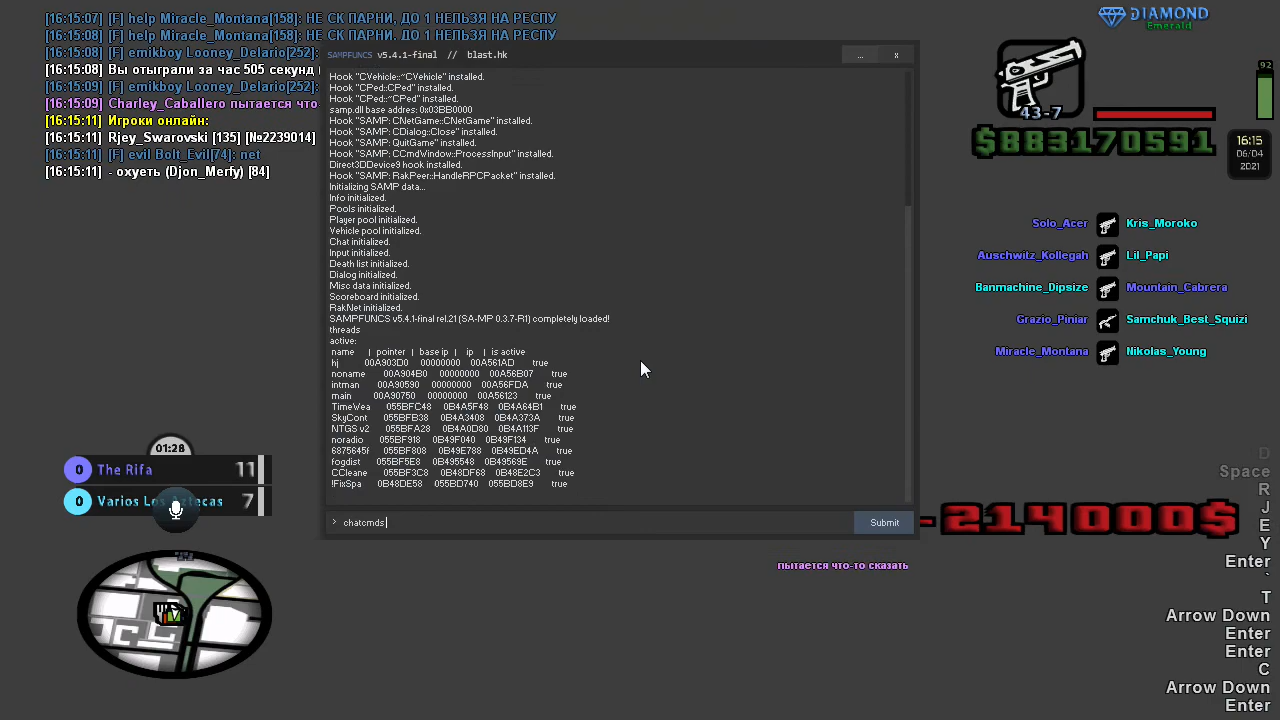 [16:15:07] [F] help Miracle_Montana[158]: НЕ СК ПАРНИ, ДО 1 НЕЛЬЗЯ НА РЕСПУ
[16:15:08] [F] help Miracle_Montana[158]: НЕ СК ПАРНИ, ДО 1 НЕЛЬЗЯ НА РЕСПУ
[16:15:08] [F] emikboy Looney_Delario[252]:
[16:15:08] Вы отыграли за час 505 секунд
[16:15:09] [F] emikboy Looney_Delario[252]:
[16:15:09] Charley_Caballero пытается что
[16:15:11] Игроки онлайн:
[16:15:11] Rjey_Swarovski [135] [№2239014]
[16:15:11] [F] evil Bolt_Evil[74]: net
[16:15:11] - охуеть (Djon_Merfy) [84]
SAMPFUNCS v5.4.1-final // blast.hk
... x
Hook "CVehicle::~CVehicle" installed.
Hook "CPed::CPed" installed.
Hook "CPed::~CPed" installed.
samp.dll base addres: 0x03BB0000
Hook "SAMP: CNetGame::CNetGame" installed.
Hook "SAMP: CDialog::Close" installed.
Hook "SAMP: QuitGame" installed.
Hook "SAMP: CCmdWindow::ProcessInput" installed.
Direct3DDevice9 hook installed.
Hook "SAMP: RakPeer::HandleRPCPacket" installed.
Initializing SAMP data...
Info initialized.
Pools initialized.
Player pool initialized.
Vehicle pool initialized.
Chat initialized.
Input initialized.
Death list initialized.
Dialog initialized.
Misc data initialized.
Scoreboard initialized.
RakNet initialized.
SAMPFUNCS v5.4.1-final rel.21 (SA-MP 0.3.7-R1) completely loaded!
threads
active:
name | pointer | base ip | ip | is active
hj 00A903D0 00000000 00A561AD true
noname 00A904B0 00000000 00A56B07 true
intman 00A90590 00000000 00A56FDA true
main 00A90750 00000000 00A56123 true
TimeWea 055BFC48 0B4A5F48 0B4A64B1 true
SkyCont 055BFB38 0B4A3408 0B4A373A true
NTGS v2 055BFA28 0B4A0D80 0B4A113F true
noradio 055BF918 0B49F040 0B49F134 true
6875645f 055BF808 0B49E788 0B49ED4A true
fogdist 055BF5E8 0B495548 0B49569E true
CCleane 055BF3C8 0B48DF68 0B48E2C3 true
!FixSpa 0B48DE58 055BD740 055BD8E9 true
> chatcmds
Submit
DIAMOND
Emerald
43-7
92
$883170591
16:15
06/04
2021
Solo_Acer Kris_Moroko
Auschwitz_Kollegah Lil_Papi
Banmachine_Dipsize Mountain_Cabrera
Grazio_Piniar Samchuk_Best_Squizi
Miracle_Montana Nikolas_Young
01:28
0 The Rifa 11
0 Varios Los Aztecas 7
-214000$
пытается что-то сказать
D
Space
R
J
E
Y
Enter
`
T
Arrow Down
Enter
Enter
C
Arrow Down
Enter